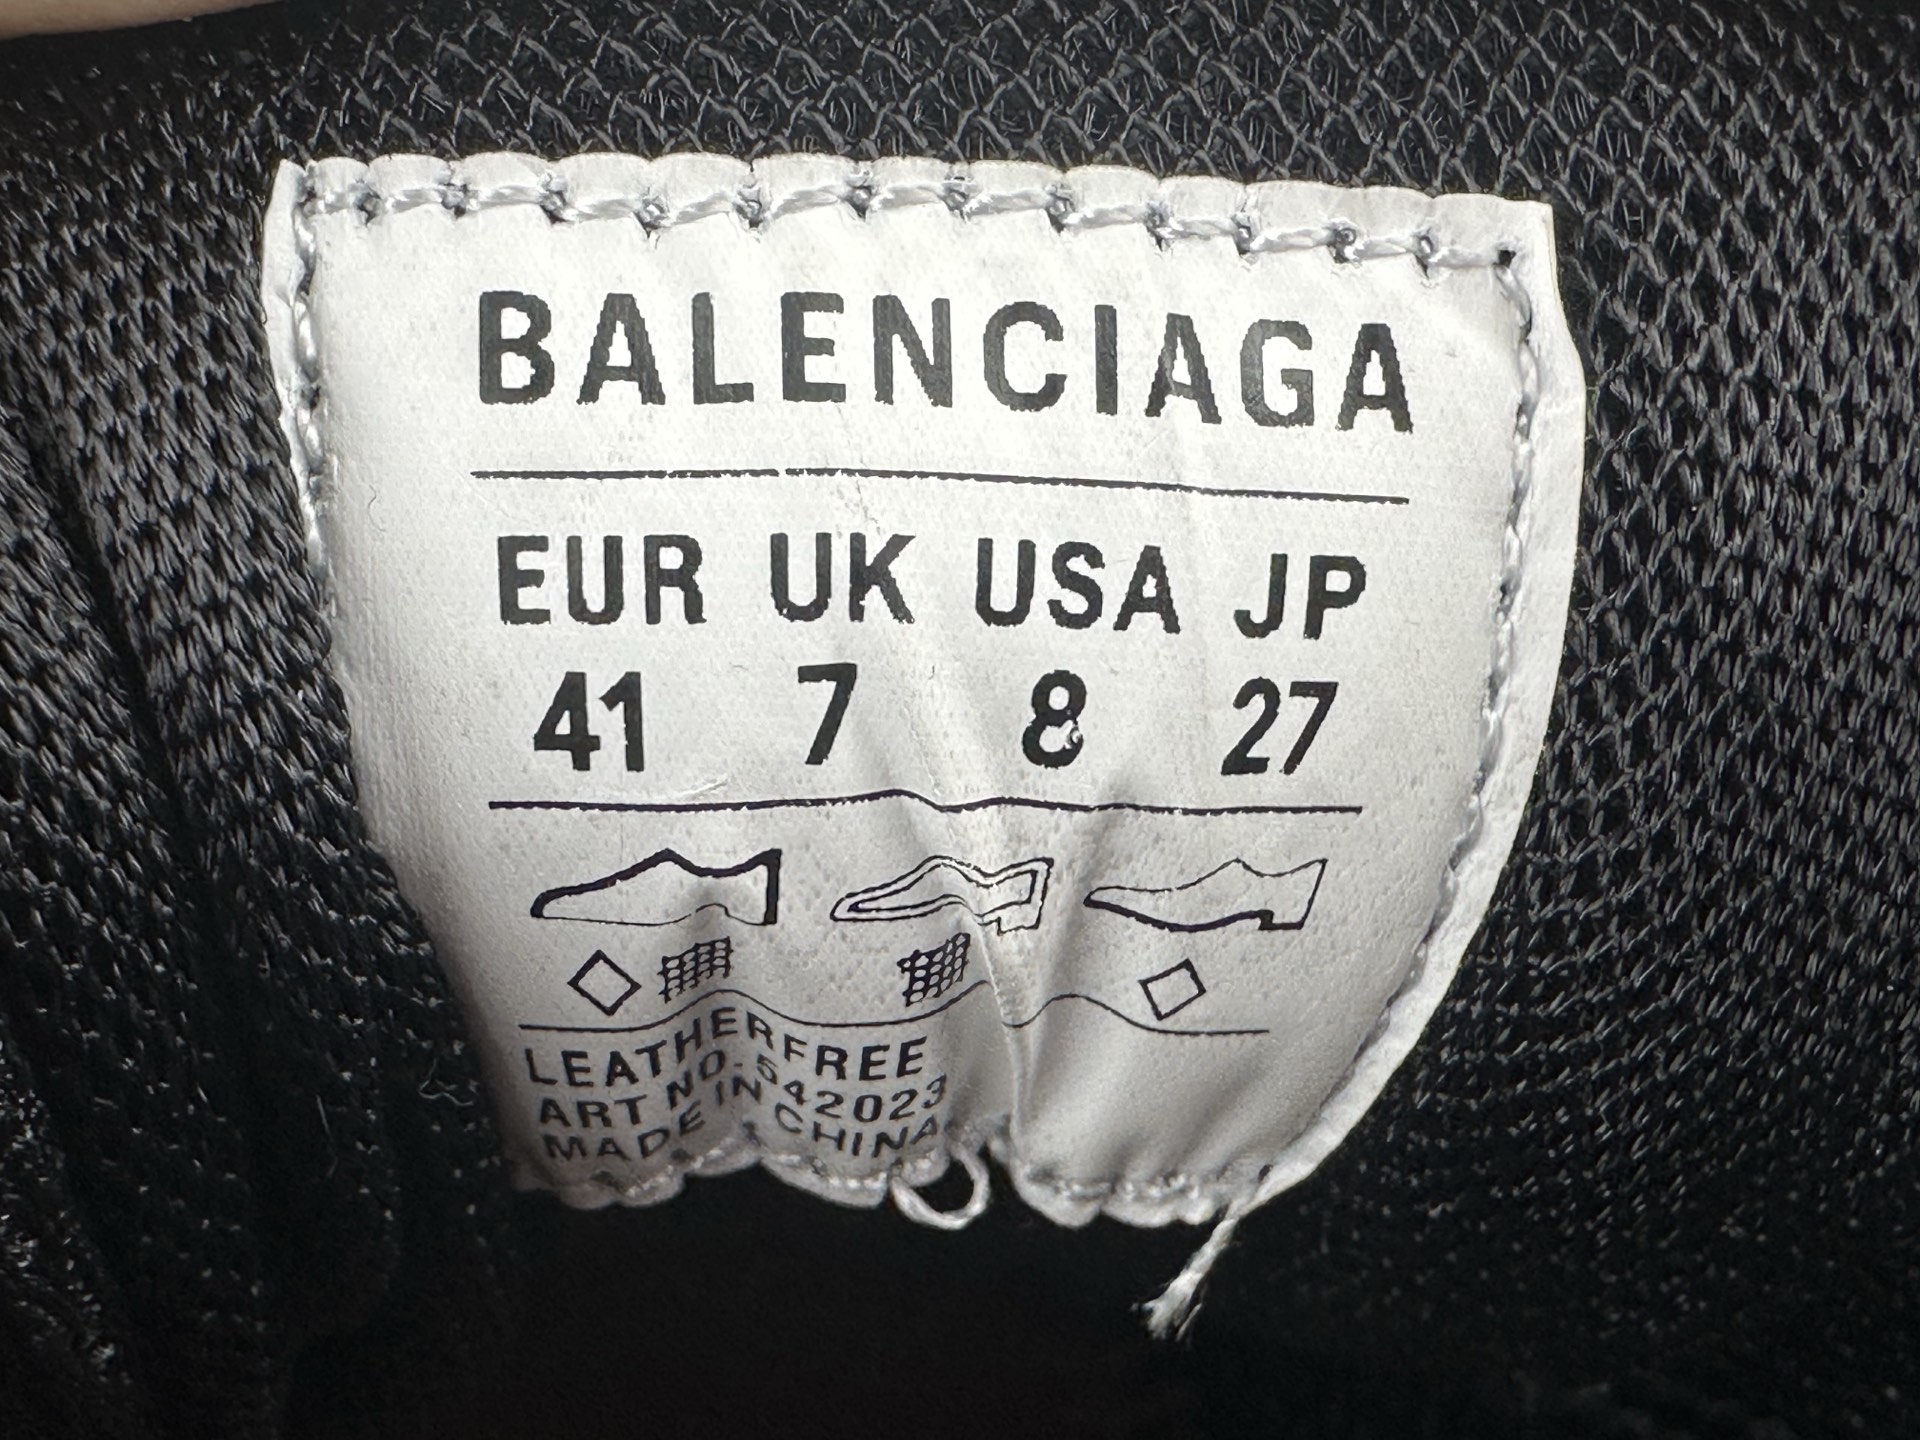 BALENCIAGA
EUR UK USA JP
41 7 8 27
LEATHERFREE
ART NO.542023
MADE IN CHINA